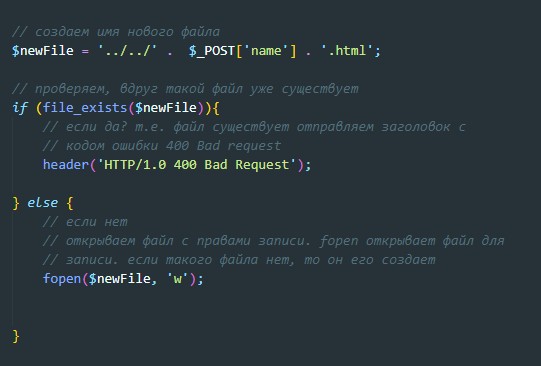 // создаем имя нового файла
$newFile = '../../' .  $_POST['name'] . '.html';
// проверяем, вдруг такой файл уже существует
if (file_exists($newFile)){
// если да? т.е. файл существует отправляем заголовок с
// кодом ошибки 400 Bad request
header('HTTP/1.0 400 Bad Request');
} else {
// если нет
// открываем файл с правами записи. fopen открывает файл для
// записи. если такого файла нет, то он его создает
fopen($newFile, 'w');
}